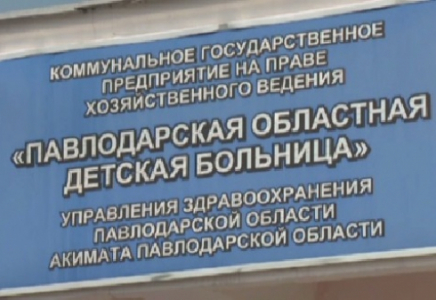 КОММУНАЛЬНОЕ ГОСУДАРСТВЕННОЕ
ПРЕДПРИЯТИЕ НА ПРАВЕ
ХОЗЯЙСТВЕННОГО ВЕДЕНИЯ
«ПАВЛОДАРСКАЯ ОБЛАСТНАЯ
ДЕТСКАЯ БОЛЬНИЦА»
УПРАВЛЕНИЯ ЗДРАВООХРАНЕНИЯ
ПАВЛОДАРСКОЙ ОБЛАСТИ
АКИМАТА ПАВЛОДАРСКОЙ ОБЛАСТИ